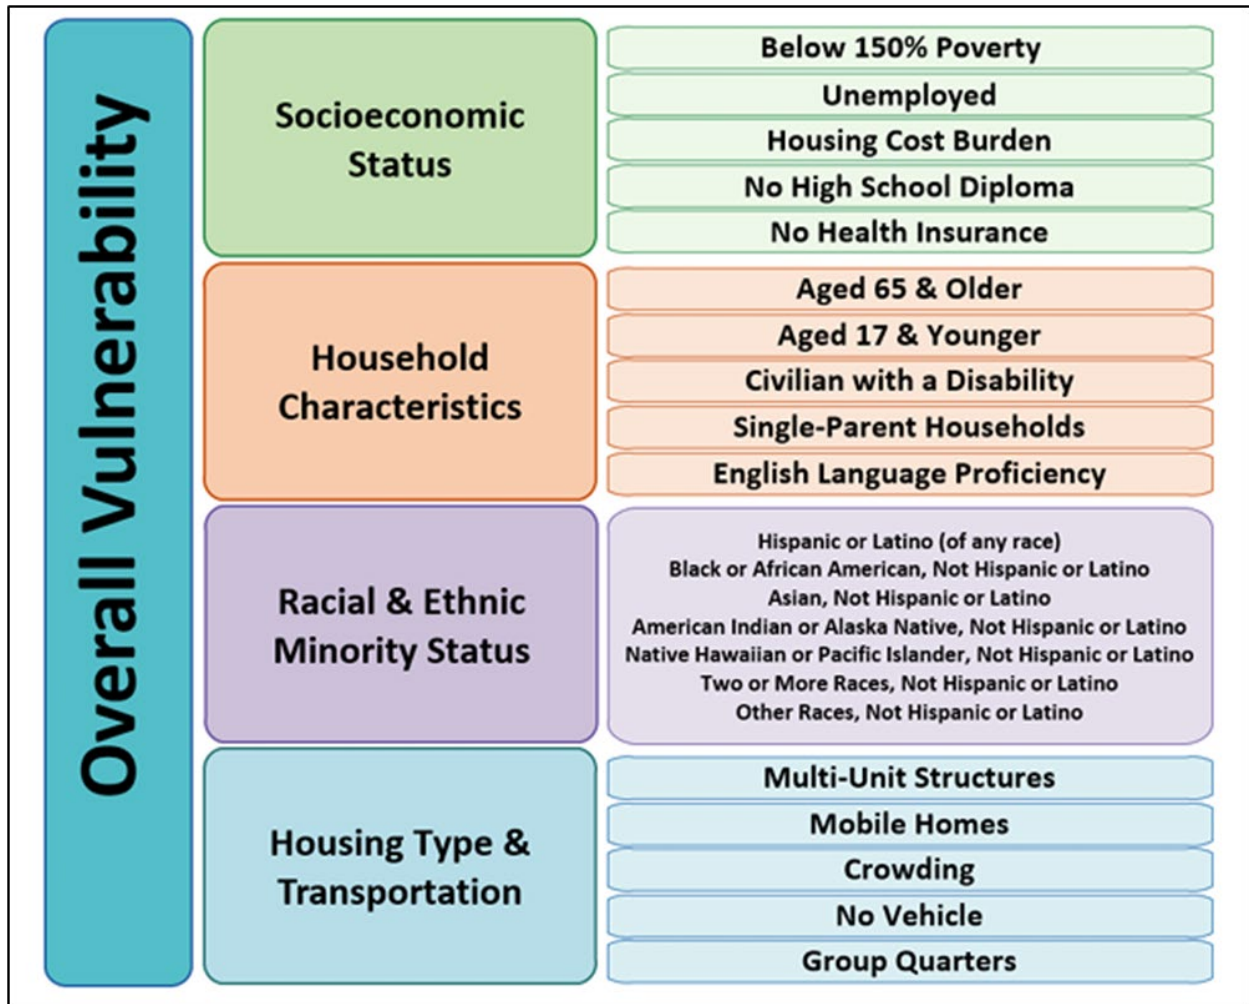 Overall Vulnerability
Socioeconomic
Status
Below 150% Poverty
Unemployed
Housing Cost Burden
No High School Diploma
No Health Insurance
Household
Characteristics
Aged 65 & Older
Aged 17 & Younger
Civilian with a Disability
Single-Parent Households
English Language Proficiency
Racial & Ethnic
Minority Status
Hispanic or Latino (of any race)
Black or African American, Not Hispanic or Latino
Asian, Not Hispanic or Latino
American Indian or Alaska Native, Not Hispanic or Latino
Native Hawaiian or Pacific Islander, Not Hispanic or Latino
Two or More Races, Not Hispanic or Latino
Other Races, Not Hispanic or Latino
Housing Type &
Transportation
Multi-Unit Structures
Mobile Homes
Crowding
No Vehicle
Group Quarters